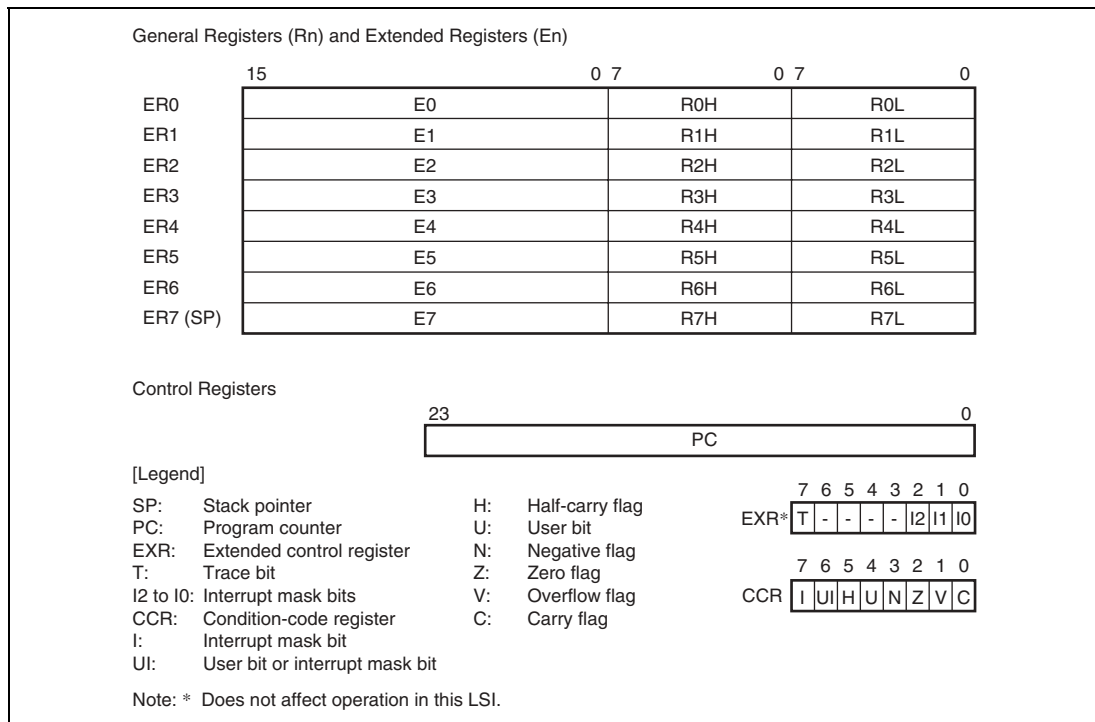 General Registers (Rn) and Extended Registers (En)
15 0 7 0 7 0
ER0 E0 R0H R0L
ER1 E1 R1H R1L
ER2 E2 R2H R2L
ER3 E3 R3H R3L
ER4 E4 R4H R4L
ER5 E5 R5H R5L
ER6 E6 R6H R6L
ER7 (SP) E7 R7H R7L
Control Registers
23 0
PC
[Legend]
SP: Stack pointer
PC: Program counter
EXR: Extended control register
T: Trace bit
I2 to I0: Interrupt mask bits
CCR: Condition-code register
I: Interrupt mask bit
UI: User bit or interrupt mask bit
H: Half-carry flag
U: User bit
N: Negative flag
Z: Zero flag
V: Overflow flag
C: Carry flag
7 6 5 4 3 2 1 0
EXR* T - - - - I2 I1 I0
7 6 5 4 3 2 1 0
CCR I UI H U N Z V C
Note: * Does not affect operation in this LSI.